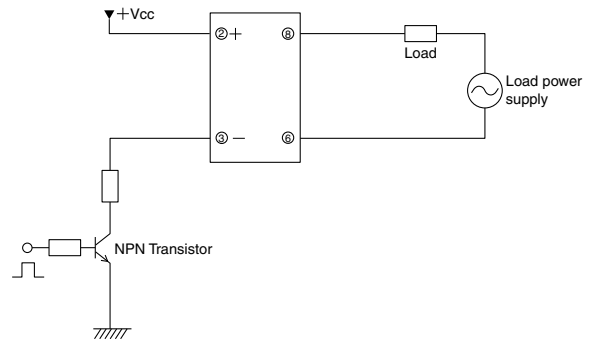 +Vcc
② + ⑧
Load
Load power
supply
③ − ⑥
NPN Transistor